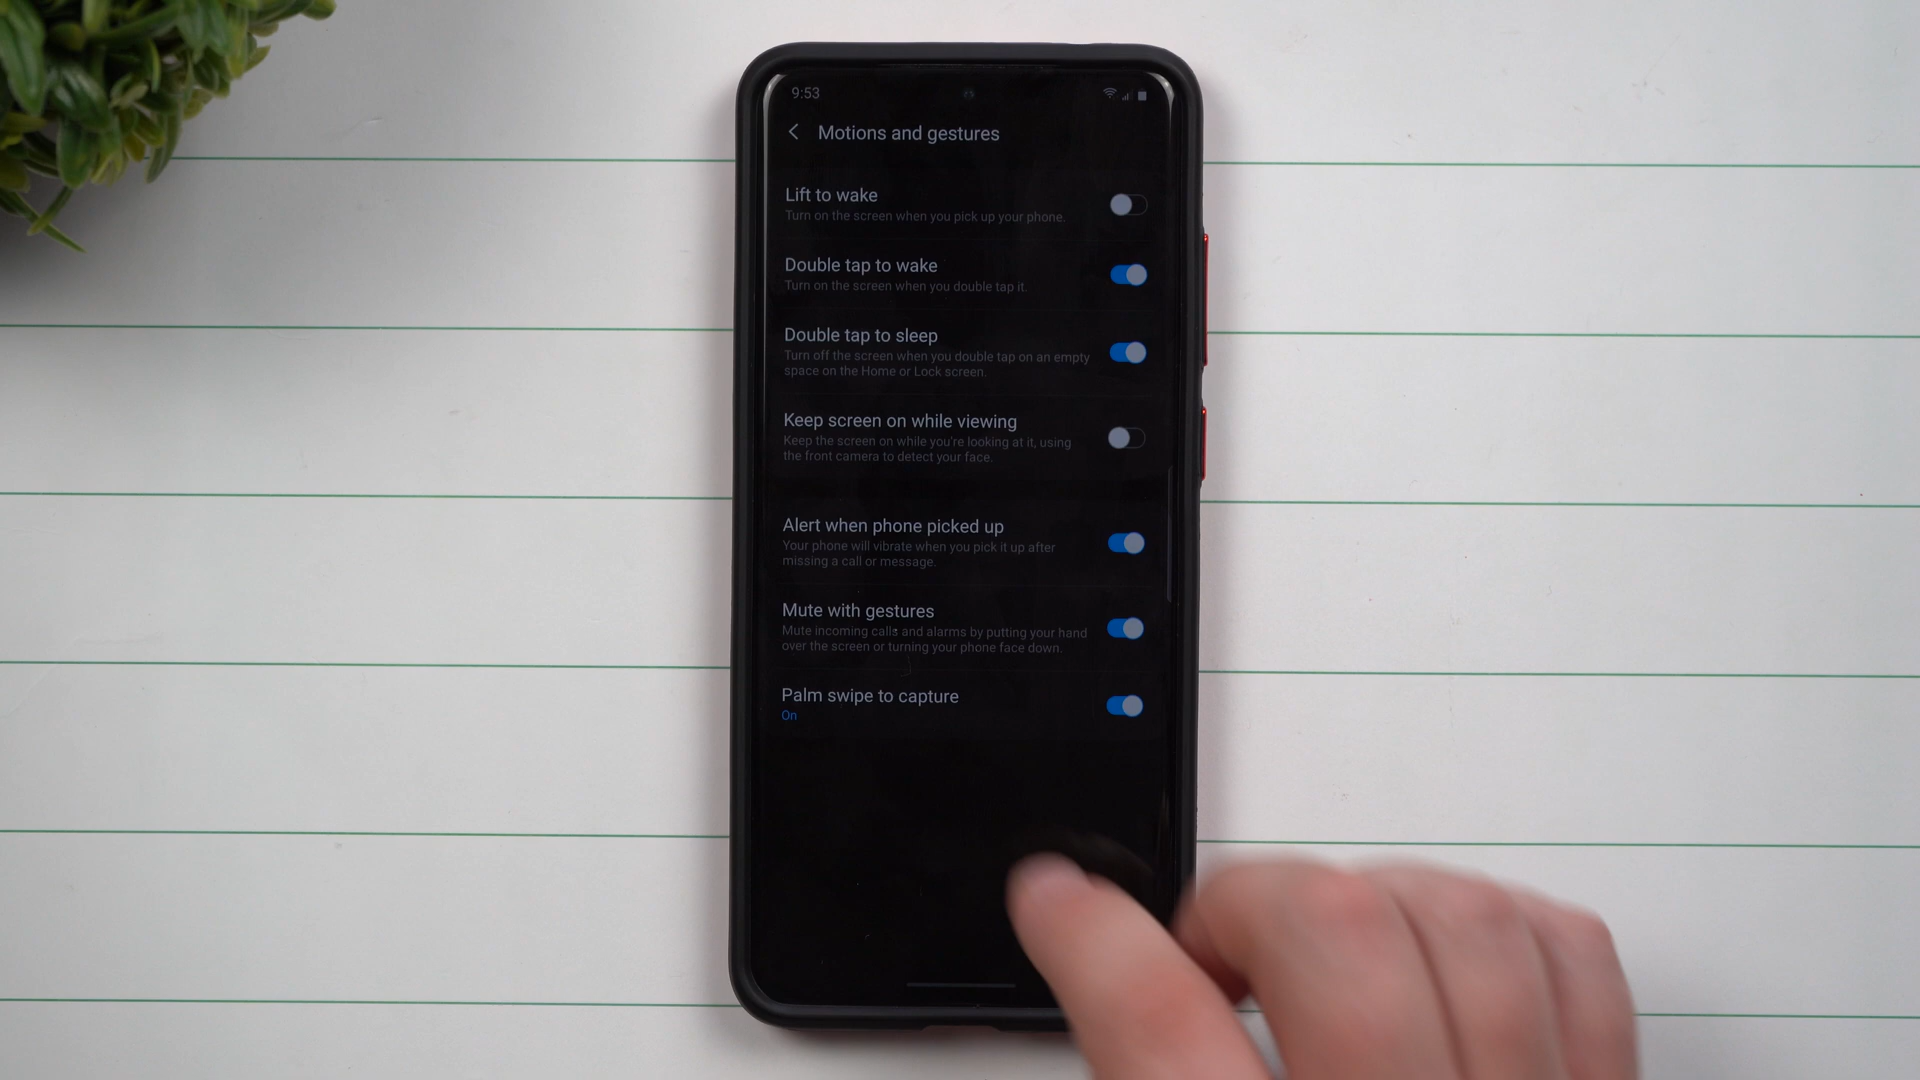 9:53
Motions and gestures
Lift to wake
Turn on the screen when you pick up your phone.
Double tap to wake
Turn on the screen when you double tap it.
Double tap to sleep
Turn off the screen when you double tap on an empty
space on the Home or Lock screen.
Keep screen on while viewing
Keep the screen on while you're looking at it, using
the front camera to detect your face.
Alert when phone picked up
Your phone will vibrate when you pick it up after
missing a call or message.
Mute with gestures
Mute incoming calls and alarms by putting your hand
over the screen or turning your phone face down.
Palm swipe to capture
On